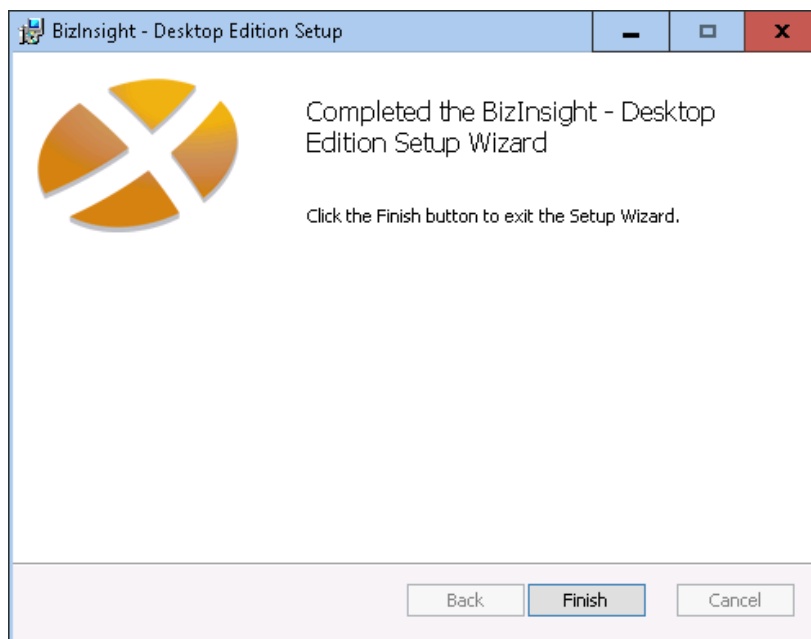 BizInsight - Desktop Edition Setup
Completed the BizInsight - Desktop
Edition Setup Wizard
Click the Finish button to exit the Setup Wizard.
Back
Finish
Cancel